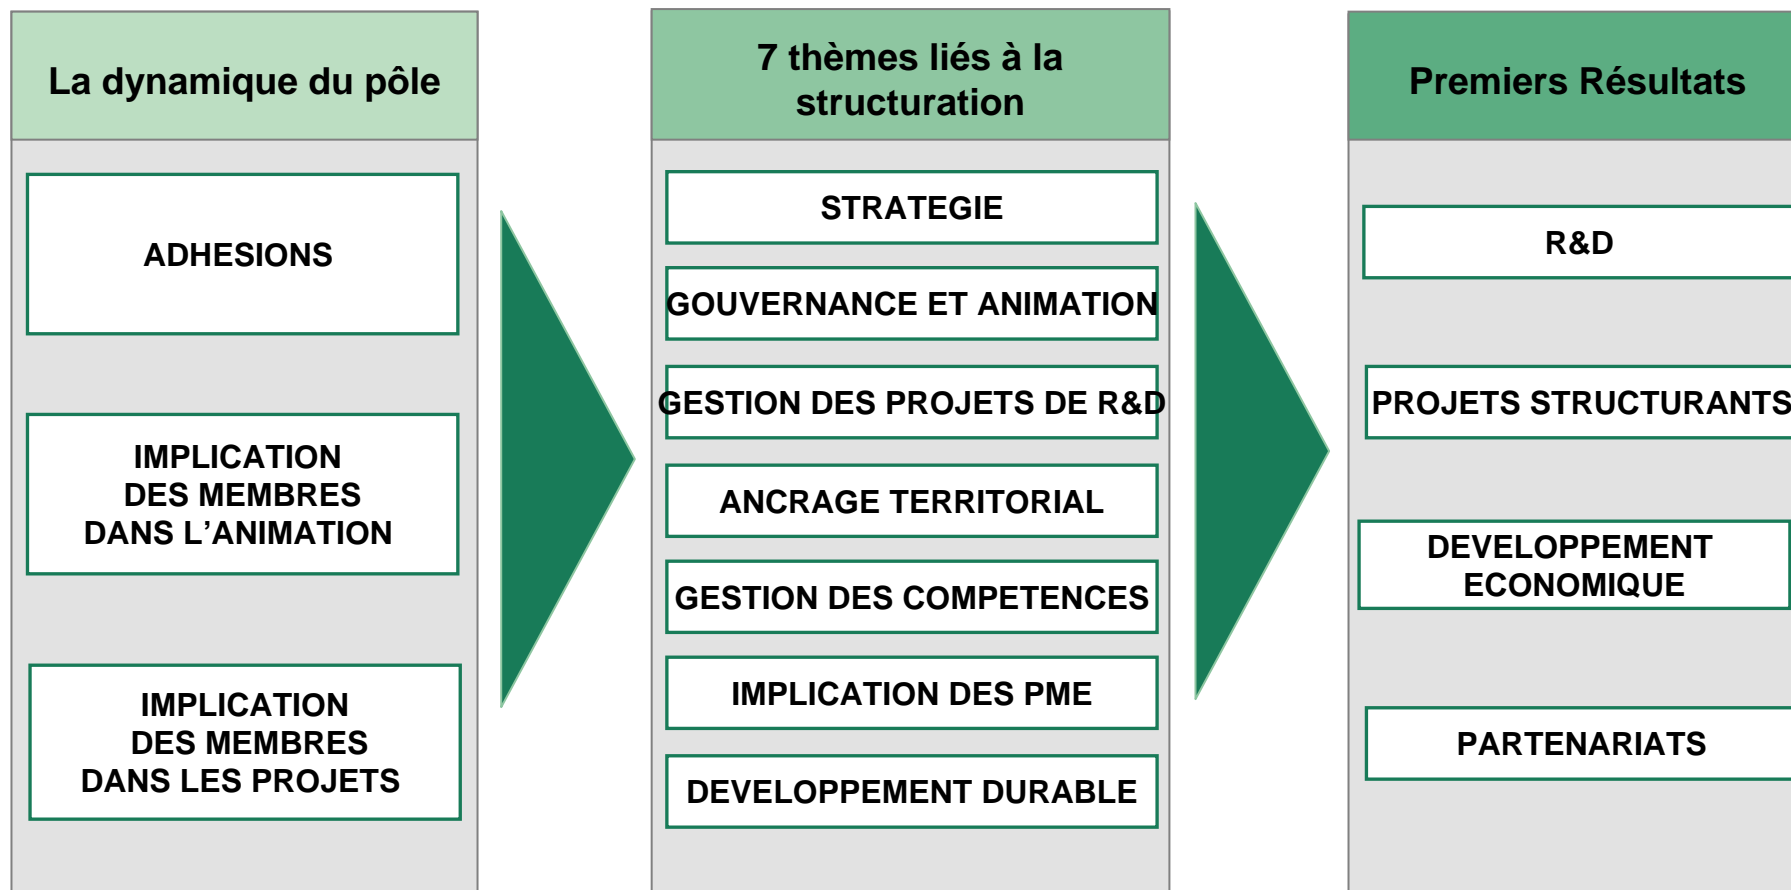 La dynamique du pôle
ADHESIONS
IMPLICATION
DES MEMBRES
DANS L’ANIMATION
IMPLICATION
DES MEMBRES
DANS LES PROJETS
7 thèmes liés à la
structuration
STRATEGIE
GOUVERNANCE ET ANIMATION
GESTION DES PROJETS DE R&D
ANCRAGE TERRITORIAL
GESTION DES COMPETENCES
IMPLICATION DES PME
DEVELOPPEMENT DURABLE
Premiers Résultats
R&D
PROJETS STRUCTURANTS
DEVELOPPEMENT
ECONOMIQUE
PARTENARIATS